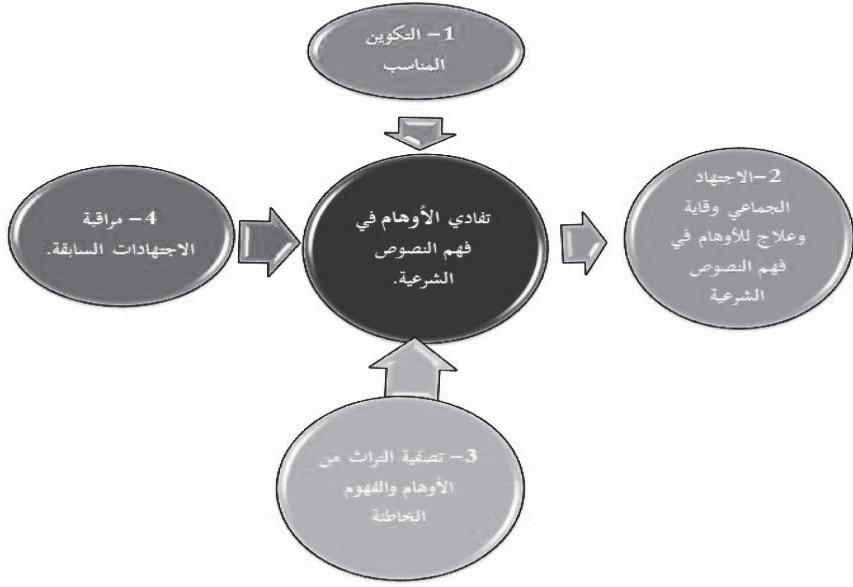 1– التكوين
المناسب
2–الاجتهاد
الجماعي وقاية
وعلاج للأوهام في
فهم النصوص
الشرعية
تفادي الأوهام في
فهم النصوص
الشرعية.
4– مراقبة
الاجتهادات السابقة.
3– تصفية التراث من
الأوهام والفهوم
الخاطئة